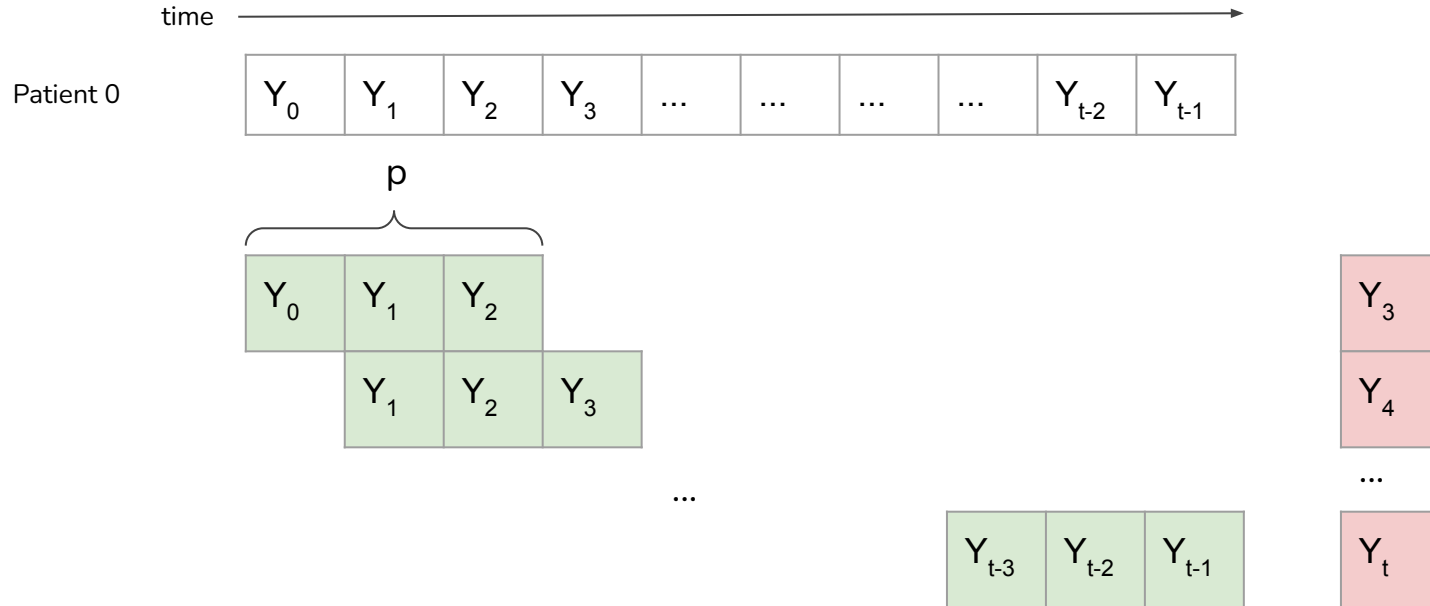 time
Patient 0 Y₀ Y₁ Y₂ Y₃ ... ... ... ... Yₜ₋₂ Yₜ₋₁
p
Y₀ Y₁ Y₂ Y₃
Y₁ Y₂ Y₃ Y₄
... ...
Yₜ₋₃ Yₜ₋₂ Yₜ₋₁ Yₜ